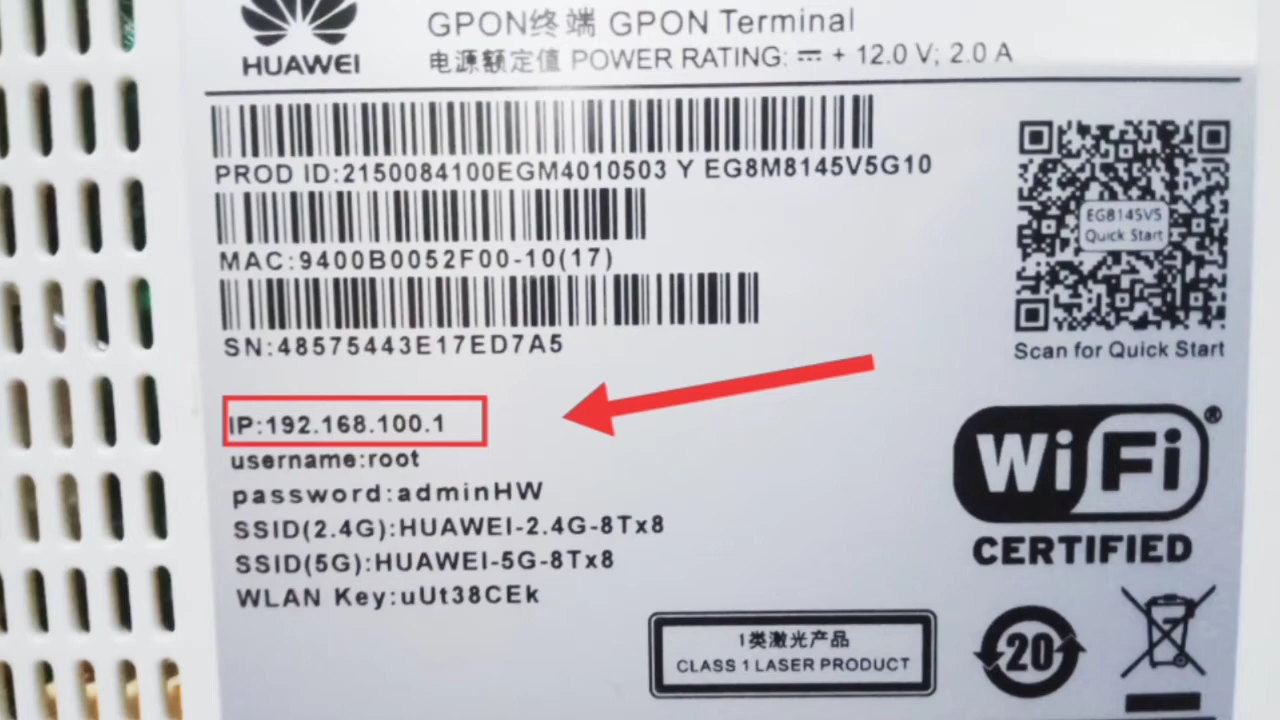 GPON终端 GPON Terminal
HUAWEI
电源额定值 POWER RATING: ⎓ + 12.0 V; 2.0 A
PROD ID:2150084100EGM4010503 Y EG8M8145V5G10
MAC:9400B0052F00-10(17)
SN:48575443E17ED7A5
EG8145V5
Quick Start
Scan for Quick Start
IP:192.168.100.1
username:root
password:adminHW
SSID(2.4G):HUAWEI-2.4G-8Tx8
SSID(5G):HUAWEI-5G-8Tx8
WLAN Key:uUt38CEk
WiFi®
CERTIFIED
1类激光产品
CLASS 1 LASER PRODUCT
20